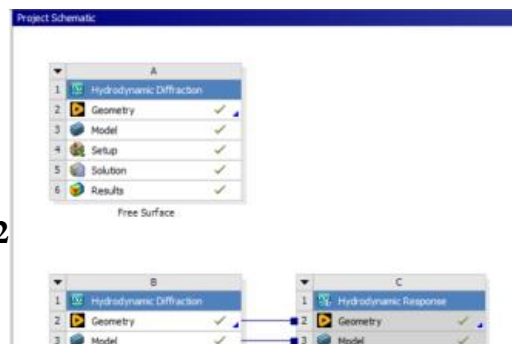 Project Schematic
A
1 Hydrodynamic Diffraction
2 Geometry
3 Model
4 Setup
5 Solution
6 Results
Free Surface
2
B C
1 Hydrodynamic Diffraction 1 Hydrodynamic Response
2 Geometry 2 Geometry
3 Model 3 Model